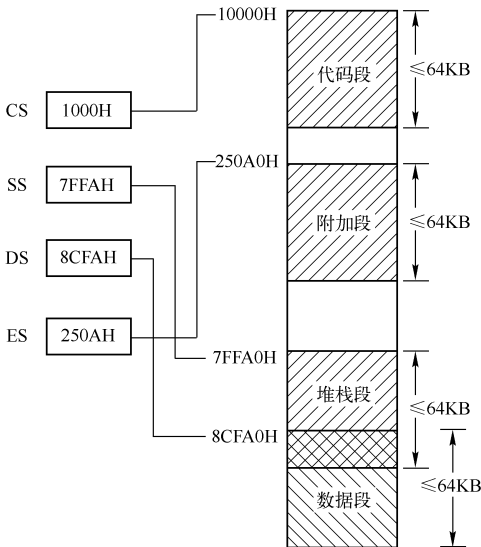 10000H
代码段
≤64KB
CS 1000H
250A0H
SS 7FFAH
附加段
≤64KB
DS 8CFAH
ES 250AH
7FFA0H
堆栈段
≤64KB
8CFA0H
≤64KB
数据段